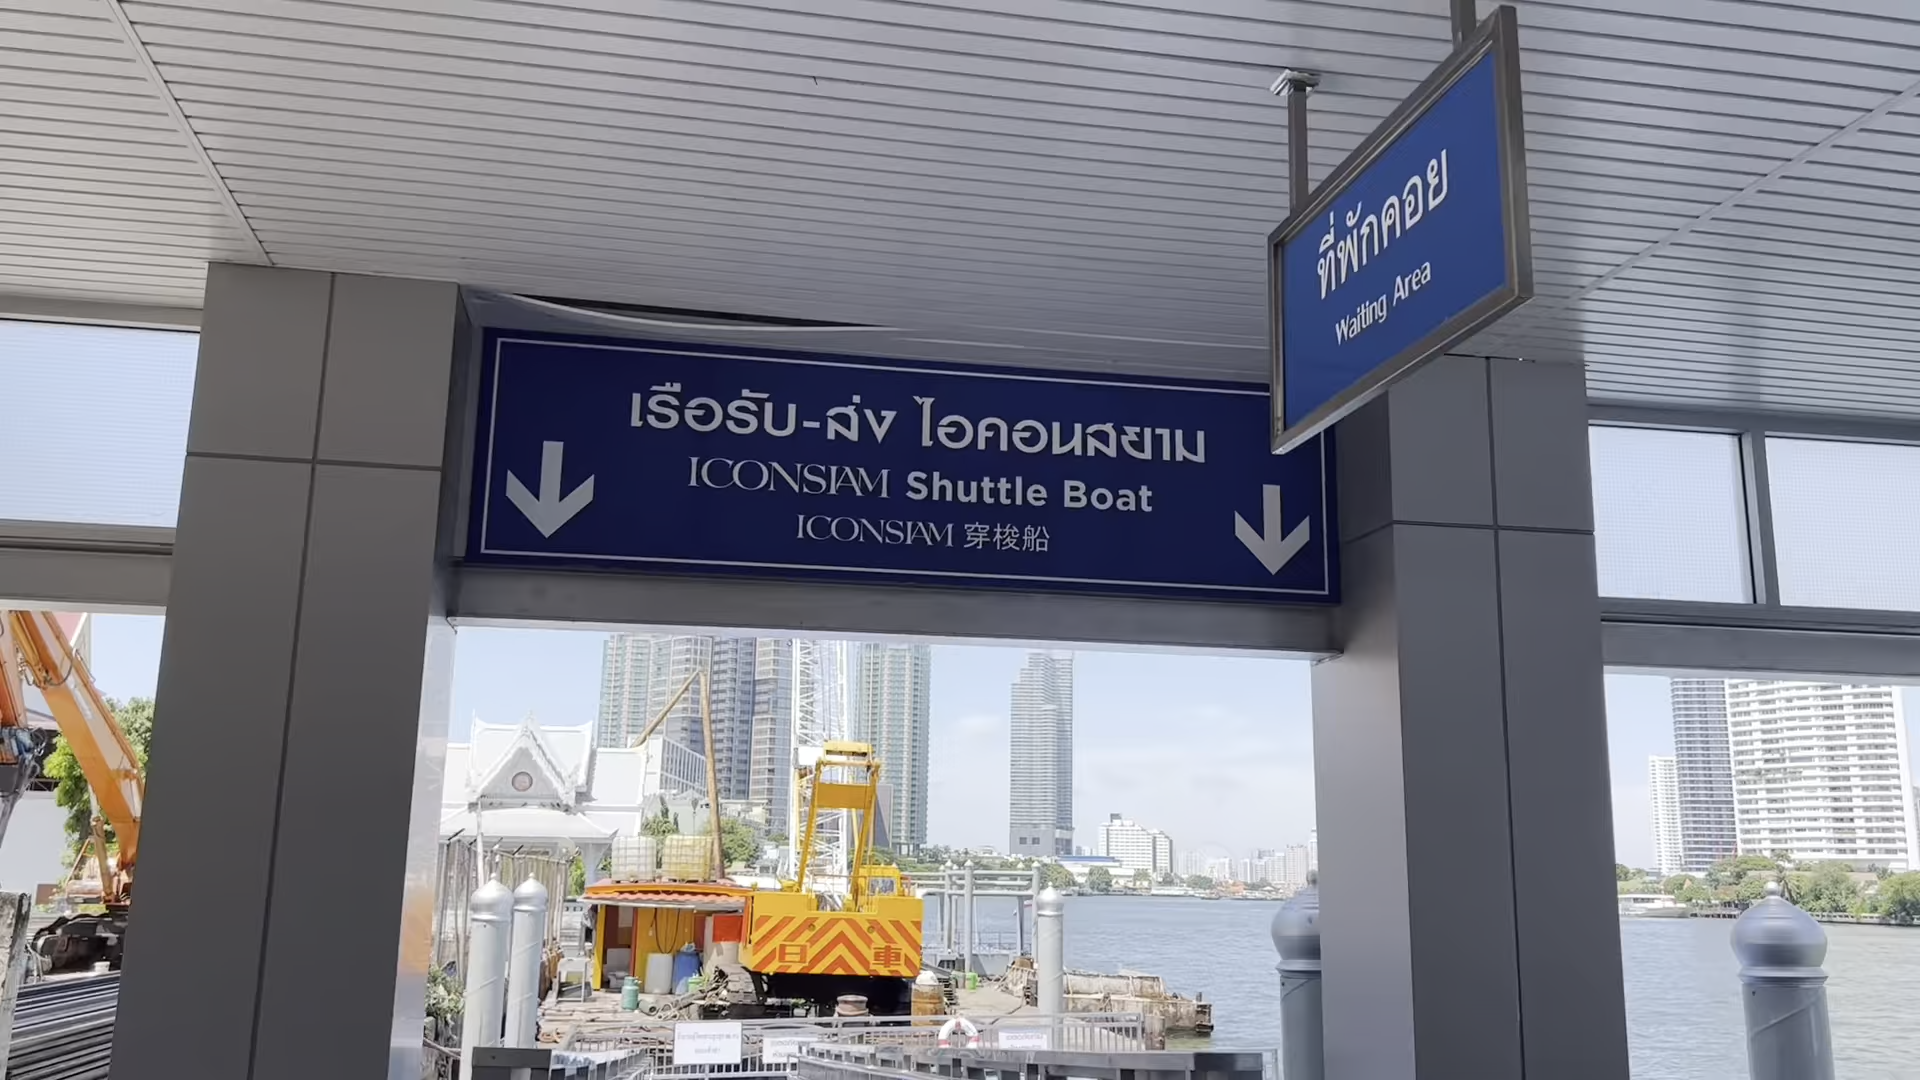 ที่พักคอย
Waiting Area
เรือรับ-ส่ง ไอคอนสยาม
ICONSIAM Shuttle Boat
ICONSIAM 穿梭船
日 車